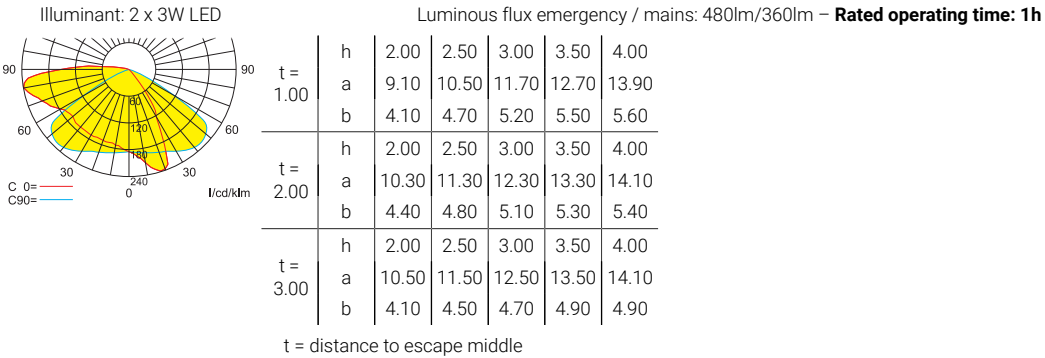 Illuminant: 2 x 3W LED
Luminous flux emergency / mains: 480lm/360lm – Rated operating time: 1h
90 90
60 60
30 30
60
120
180
240
0
C 0=
C90=
l/cd/klm
t = 1.00
h 2.00 2.50 3.00 3.50 4.00
a 9.10 10.50 11.70 12.70 13.90
b 4.10 4.70 5.20 5.50 5.60
t = 2.00
h 2.00 2.50 3.00 3.50 4.00
a 10.30 11.30 12.30 13.30 14.10
b 4.40 4.80 5.10 5.30 5.40
t = 3.00
h 2.00 2.50 3.00 3.50 4.00
a 10.50 11.50 12.50 13.50 14.10
b 4.10 4.50 4.70 4.90 4.90
t = distance to escape middle